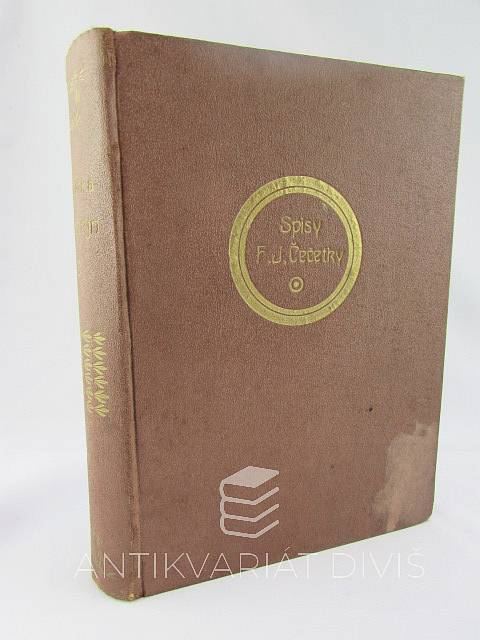 Spisy
F. J. Čečetky
ANTIKVARIÁT DIVIŠ